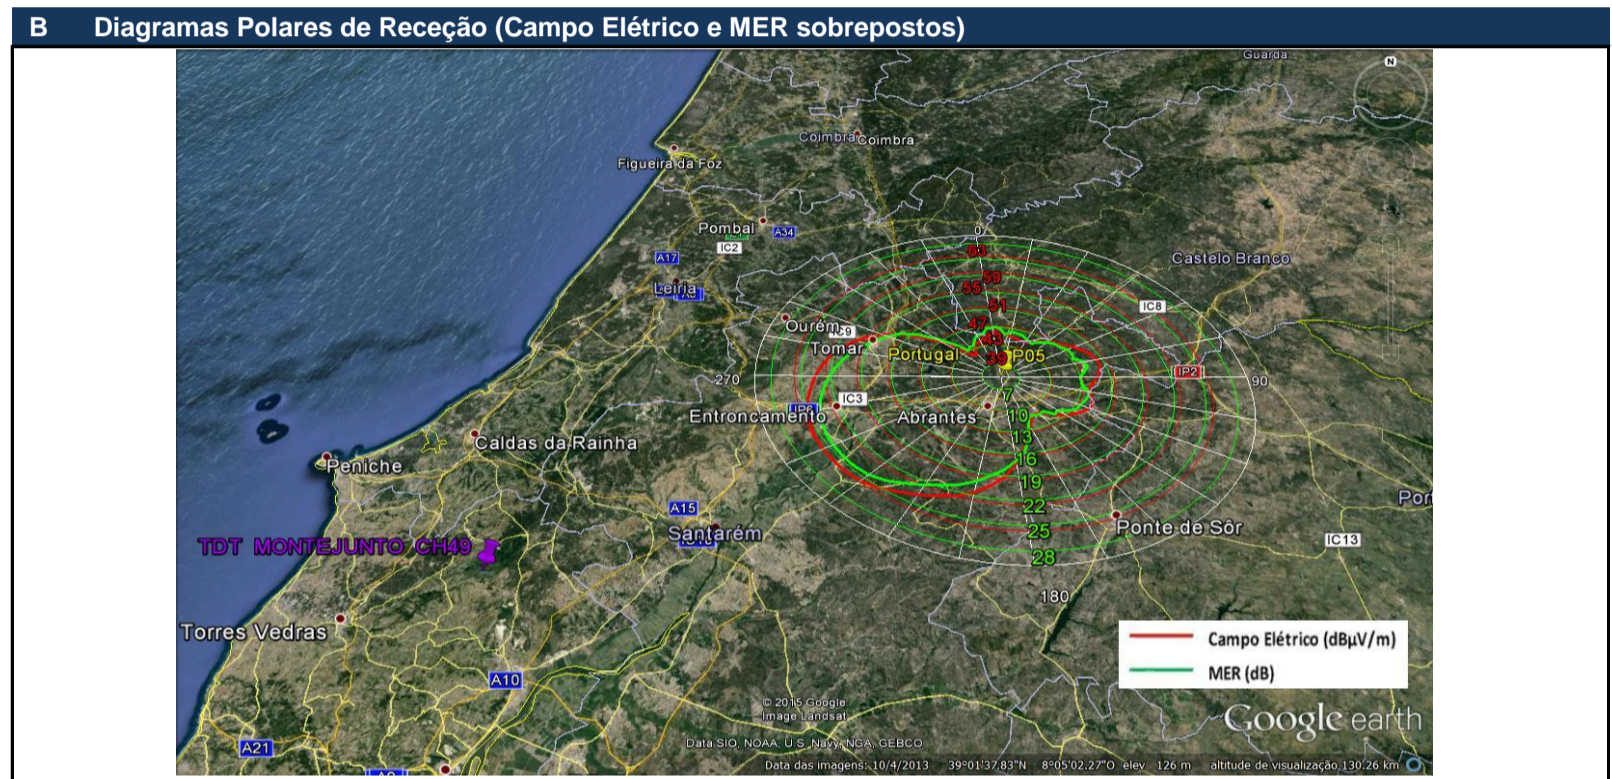 B Diagramas Polares de Receção (Campo Elétrico e MER sobrepostos)
Guarda
N
Coimbra Coimbra
Figueira da Foz
Pombal
A34
IC2
0
63
A17
Castelo Branco
59
Leiria
55
51
IC8
Ourém
47
IC9
43
Tomar
Portugal
39
P05
IP2
270
90
7
IC3
IP6
Entroncamento
Abrantes
10
13
Caldas da Rainha
16
Peniche
19
A15
22
Santarém
25
Ponte de Sôr
IC13
TDT MONTEJUNTO CH49
28
180
Torres Vedras
Campo Elétrico (dBµV/m)
MER (dB)
A10
© 2015 Google
Image Landsat
Google earth
A21
Data SIO, NOAA, U.S. Navy, NGA, GEBCO
Data das imagens: 10/4/2013 39°01'37.83"N 8°05'02.27"O elev 126 m altitude de visualização 130.26 km